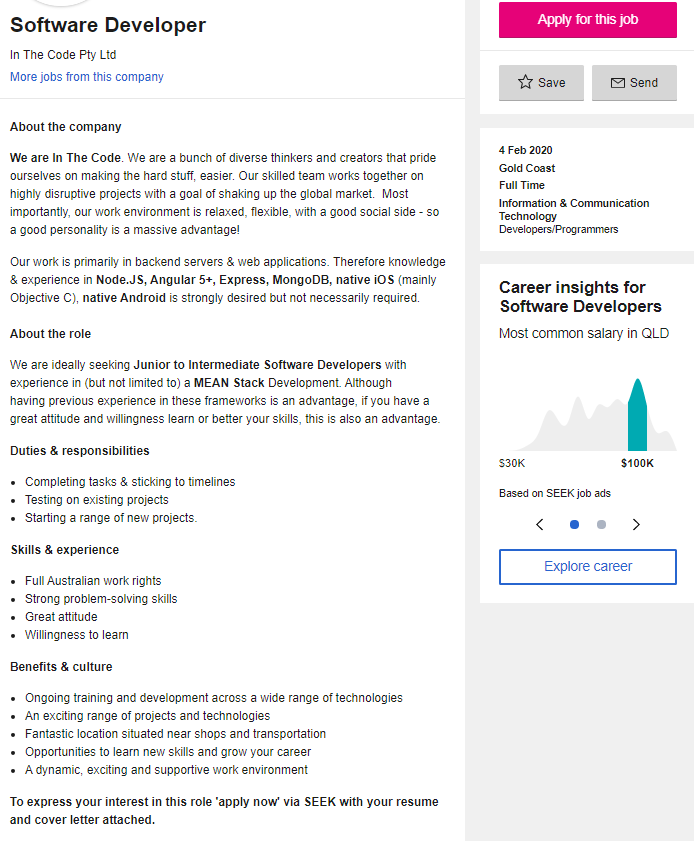 Software Developer
In The Code Pty Ltd
More jobs from this company
About the company
We are In The Code. We are a bunch of diverse thinkers and creators that pride
ourselves on making the hard stuff, easier. Our skilled team works together on
highly disruptive projects with a goal of shaking up the global market.  Most
importantly, our work environment is relaxed, flexible, with a good social side - so
a good personality is a massive advantage!
Our work is primarily in backend servers & web applications. Therefore knowledge
& experience in Node.JS, Angular 5+, Express, MongoDB, native iOS (mainly
Objective C), native Android is strongly desired but not necessarily required.
About the role
We are ideally seeking Junior to Intermediate Software Developers with
experience in (but not limited to) a MEAN Stack Development. Although
having previous experience in these frameworks is an advantage, if you have a
great attitude and willingness learn or better your skills, this is also an advantage.
Duties & responsibilities
• Completing tasks & sticking to timelines
• Testing on existing projects
• Starting a range of new projects.
Skills & experience
• Full Australian work rights
• Strong problem-solving skills
• Great attitude
• Willingness to learn
Benefits & culture
• Ongoing training and development across a wide range of technologies
• An exciting range of projects and technologies
• Fantastic location situated near shops and transportation
• Opportunities to learn new skills and grow your career
• A dynamic, exciting and supportive work environment
To express your interest in this role 'apply now' via SEEK with your resume
and cover letter attached.
Apply for this job
Save
Send
4 Feb 2020
Gold Coast
Full Time
Information & Communication
Technology
Developers/Programmers
Career insights for
Software Developers
Most common salary in QLD
$30K
$100K
Based on SEEK job ads
Explore career